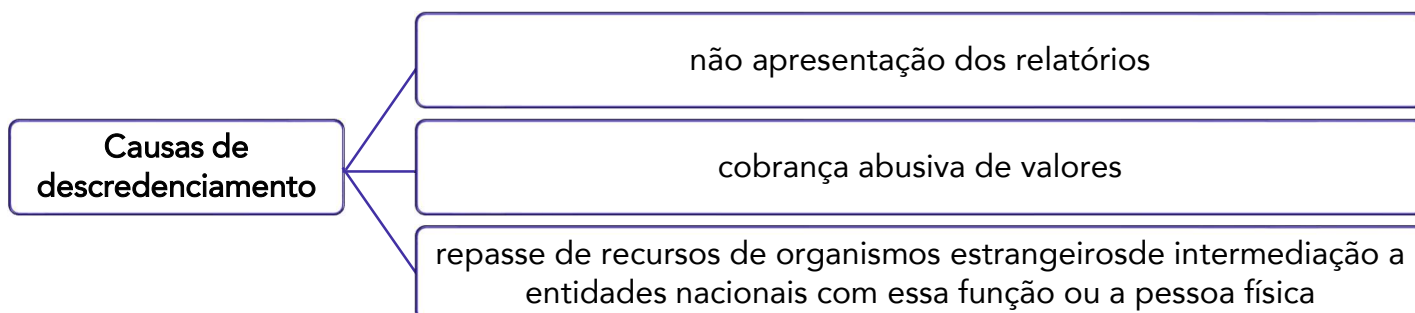 Causas de
descredenciamento
não apresentação dos relatórios
cobrança abusiva de valores
repasse de recursos de organismos estrangeirosde intermediação a
entidades nacionais com essa função ou a pessoa física